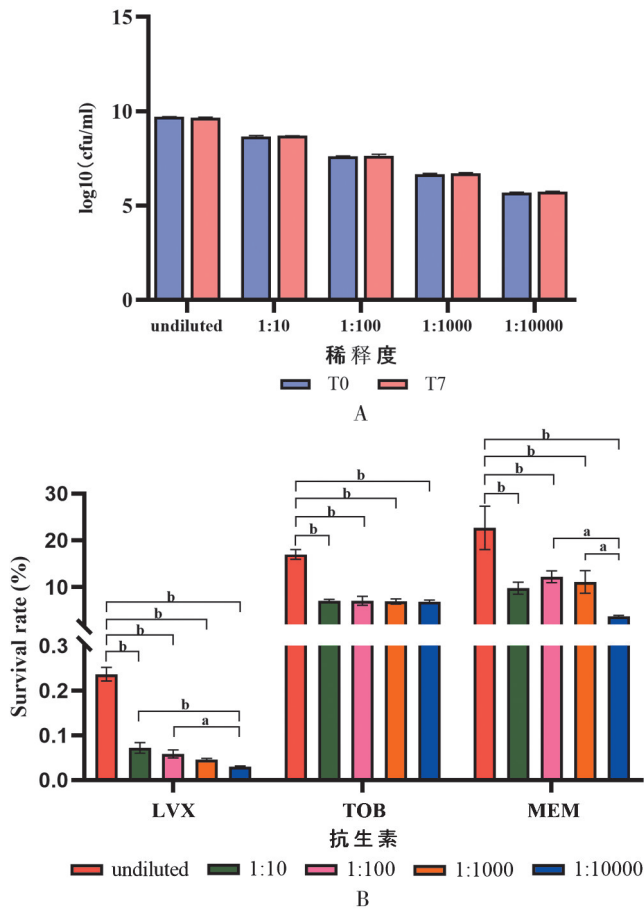 log10(cfu/ml)
15
10
5
0
undiluted 1:10 1:100 1:1000 1:10000
稀释度
T0 T7
A
Survival rate (%)
30
20
10
0.3
0.2
0.1
0.0
b
b
b
b
b
a
b
b
b
b
b
b
b
b
a
a
LVX TOB MEM
抗生素
undiluted 1:10 1:100 1:1000 1:10000
B